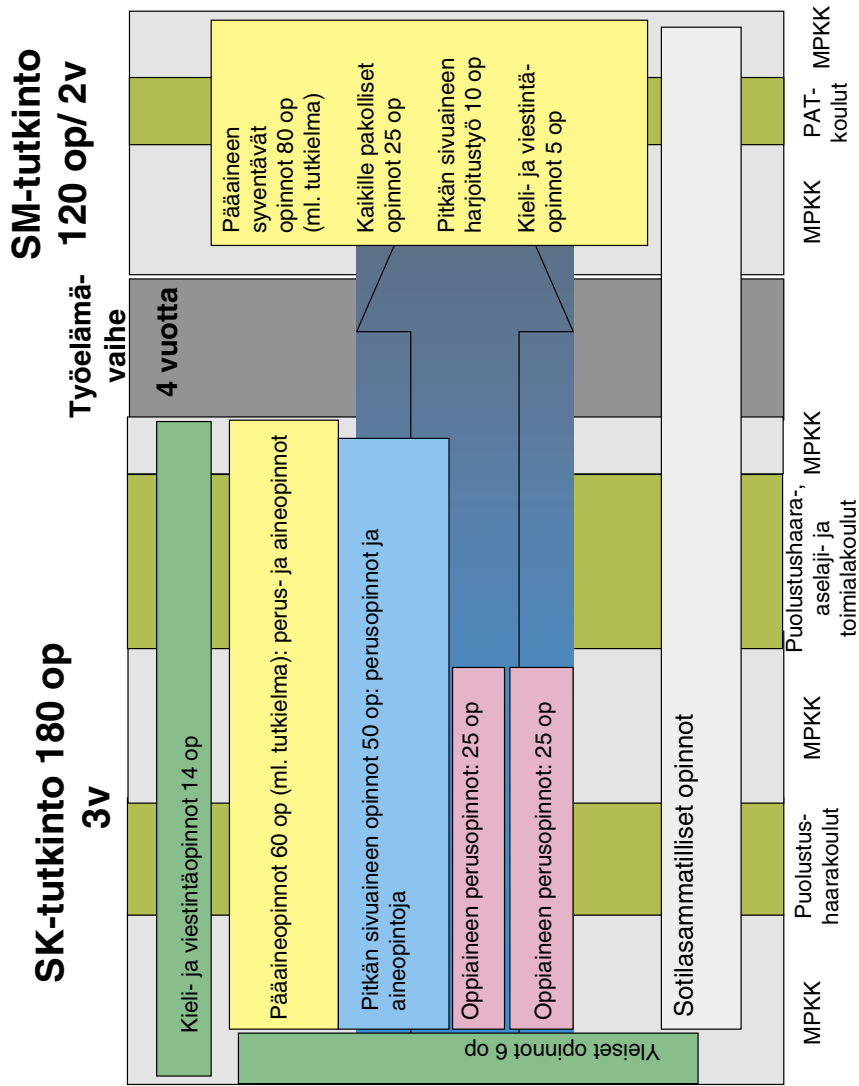 SK-tutkinto 180 op
3v
Työelämä-
vaihe
SM-tutkinto
120 op/ 2v
Kieli- ja viestintäopinnot 14 op
4 vuotta
Pääaineopinnot 60 op (ml. tutkielma): perus- ja aineopinnot
Pitkän sivuaineen opinnot 50 op: perusopinnot ja
aineopintoja
Oppiaineen perusopinnot: 25 op
Oppiaineen perusopinnot: 25 op
Yleiset opinnot 6 op
Pääaineen
syventävät
opinnot 80 op
(ml. tutkielma)
Kaikille pakolliset
opinnot 25 op
Pitkän sivuaineen
harjoitustyö 10 op
Kieli- ja viestintä-
opinnot 5 op
Sotilasammatilliset opinnot
MPKK
Puolustus-
haarakoulut
MPKK
Puolustushaara-,
aselaji- ja
toimialakoulut
MPKK
MPKK
PAT-
koulut
MPKK